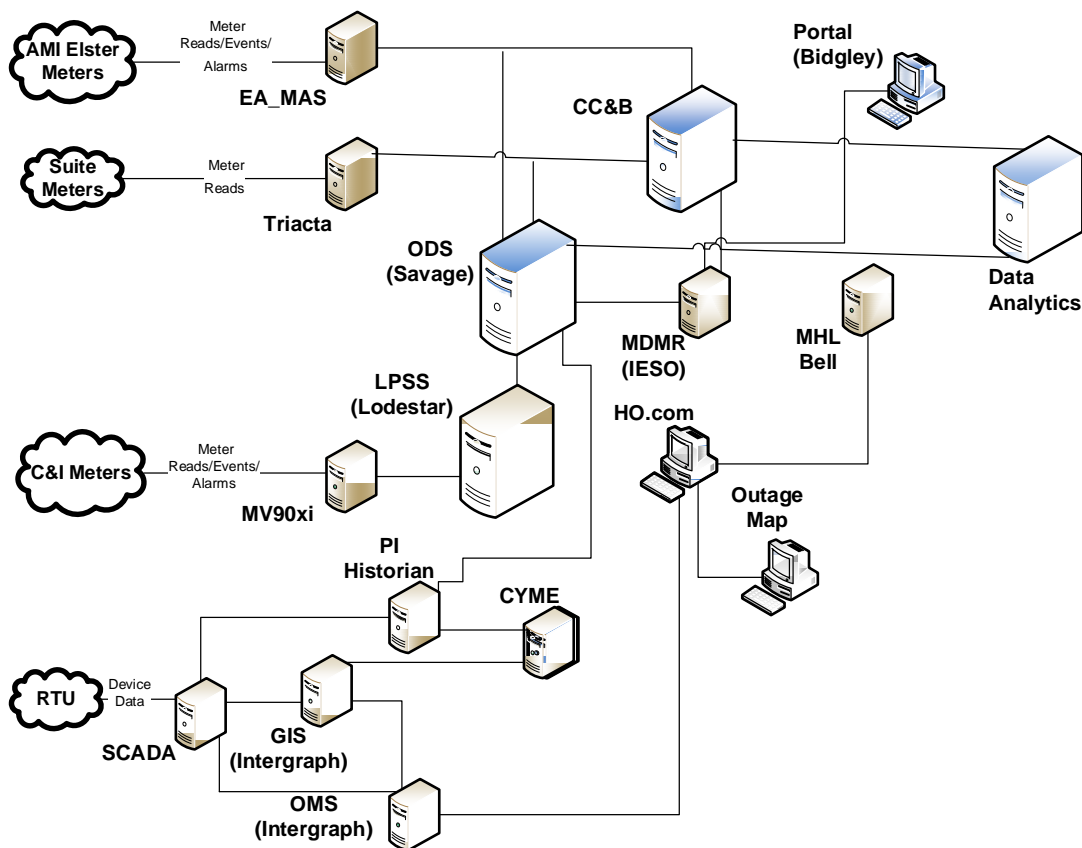 AMI Elster
Meters
Meter
Reads/Events/
Alarms
EA_MAS
CC&B
Portal
(Bidgley)
Suite
Meters
Meter
Reads
Triacta
ODS
(Savage)
MDMR
(IESO)
MHL
Bell
Data
Analytics
LPSS
(Lodestar)
HO.com
C&I Meters
Meter
Reads/Events/
Alarms
MV90xi
Outage
Map
PI
Historian
CYME
RTU
Device
Data
SCADA
GIS
(Intergraph)
OMS
(Intergraph)